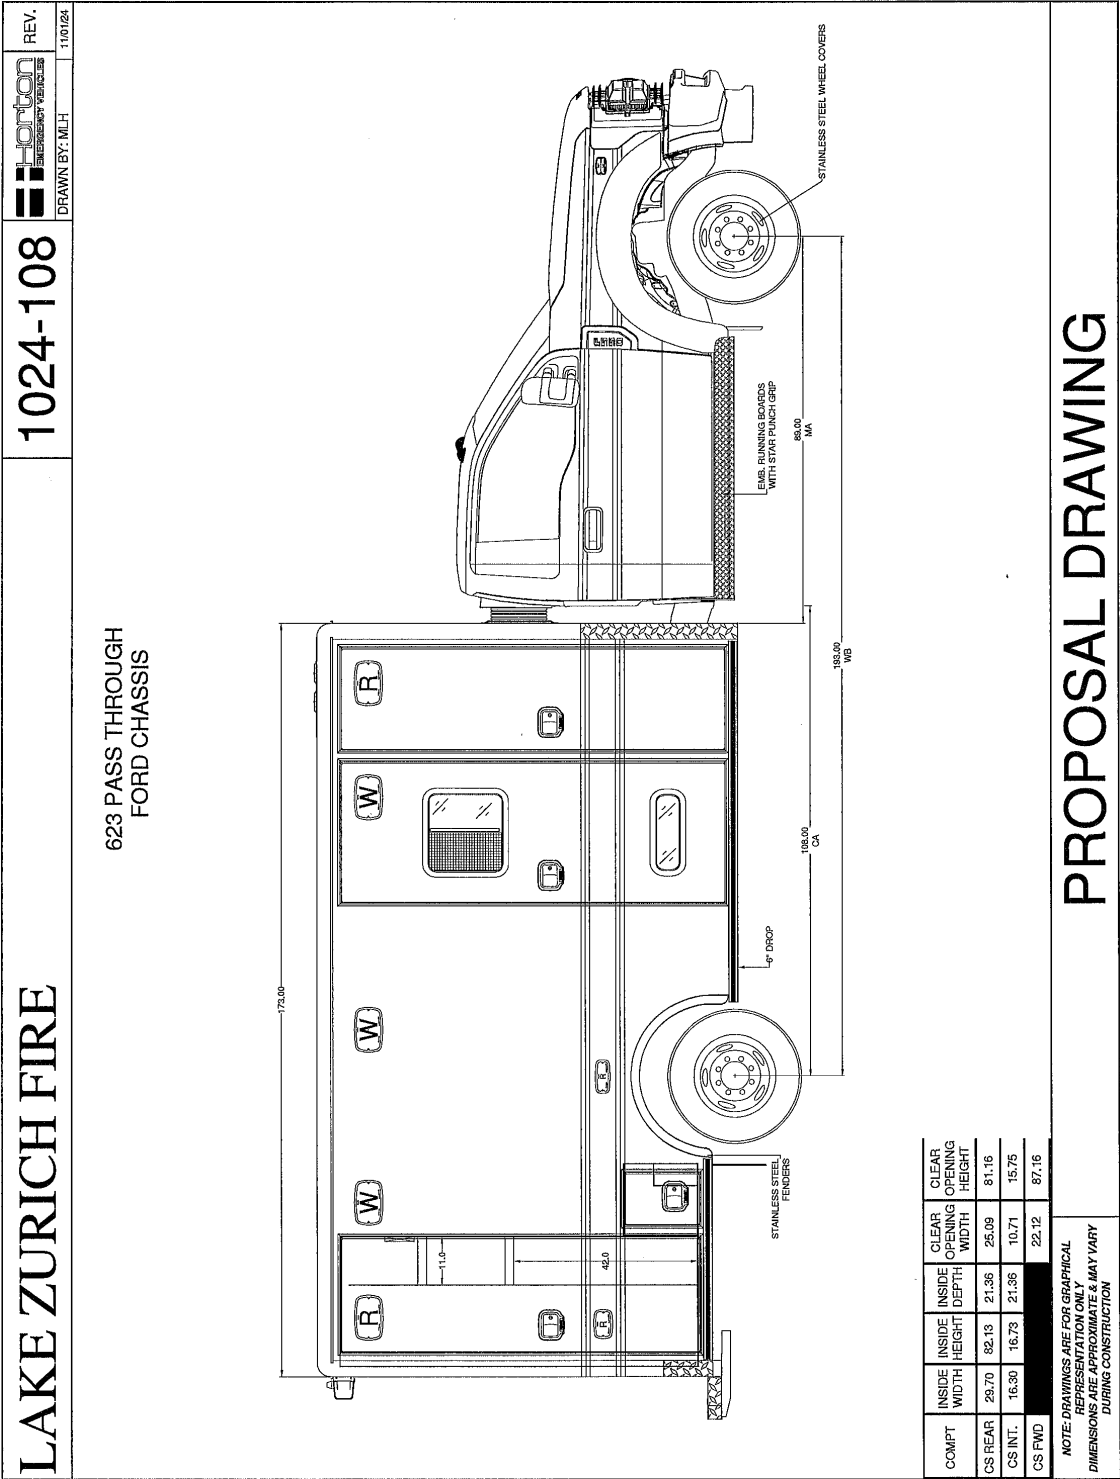 LAKE ZURICH FIRE
1024-108
Horton
EMERGENCY VEHICLES
REV.
DRAWN BY: MLH
11/01/24
623 PASS THROUGH
FORD CHASSIS
173.00
R
W
W
W
R
R
R
11.0
42.0
STAINLESS STEEL
FENDERS
6" DROP
108.00
CA
193.00
WB
89.00
MA
EMB. RUNNING BOARDS
WITH STAR PUNCH GRIP
STAINLESS STEEL WHEEL COVERS
COMPT INSIDE WIDTH INSIDE HEIGHT INSIDE DEPTH CLEAR OPENING WIDTH CLEAR OPENING HEIGHT
CS REAR 29.70 82.13 21.36 25.09 81.16
CS INT. 16.30 16.73 21.36 10.71 15.75
CS FWD 22.12 87.16
NOTE: DRAWINGS ARE FOR GRAPHICAL
REPRESENTATION ONLY
DIMENSIONS ARE APPROXIMATE & MAY VARY
DURING CONSTRUCTION
PROPOSAL DRAWING